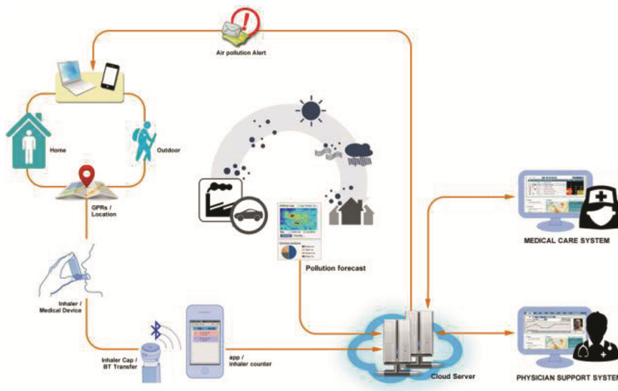 Air pollution Alert
Home
Outdoor
GPRs /
Location
Pollution forecast
Inhaler /
Medical Device
Inhaler Cap /
BT Transfer
app /
inhaler counter
Cloud Server
MEDICAL CARE SYSTEM
PHYSICIAN SUPPORT SYSTEM